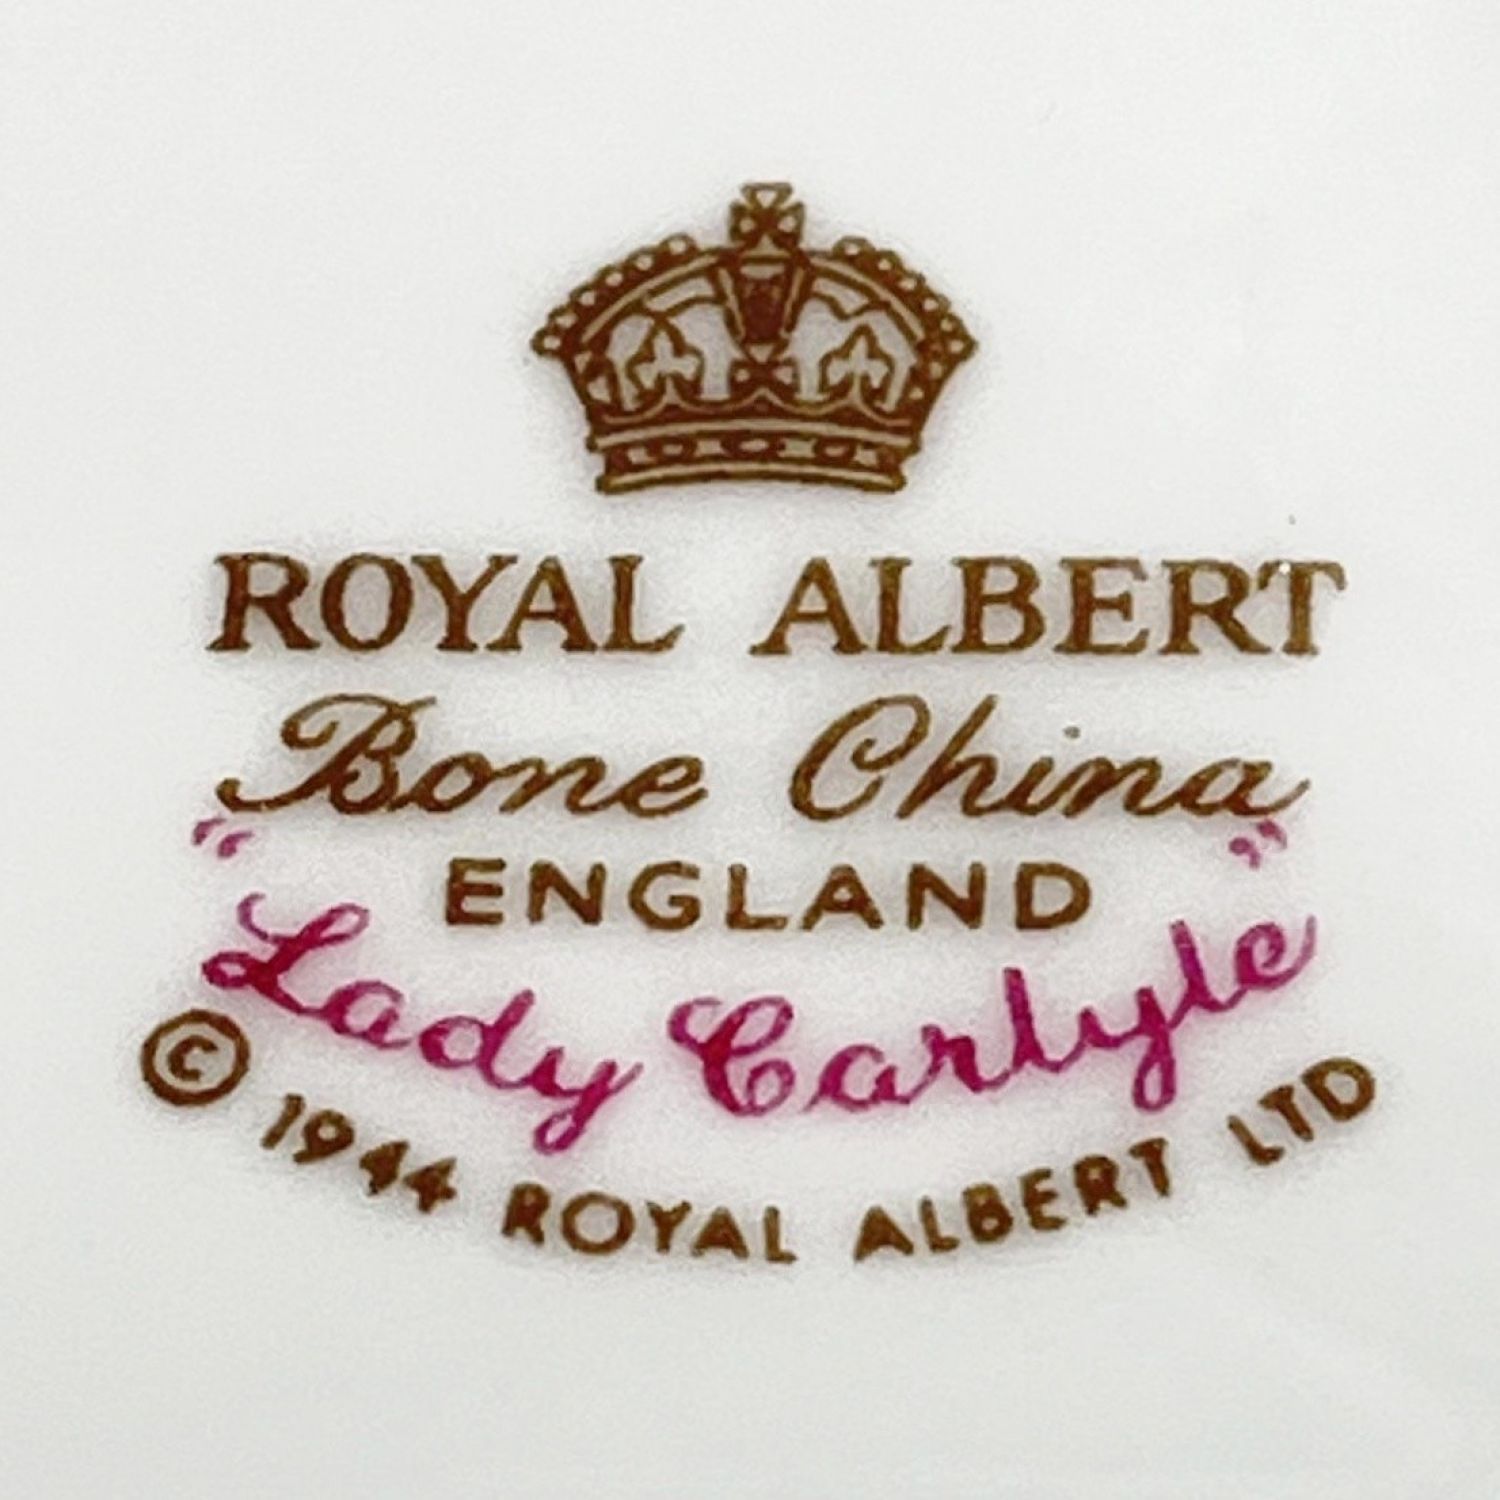 ROYAL ALBERT
Bone China
ENGLAND
"Lady Carlyle"
© 1944 ROYAL ALBERT LTD